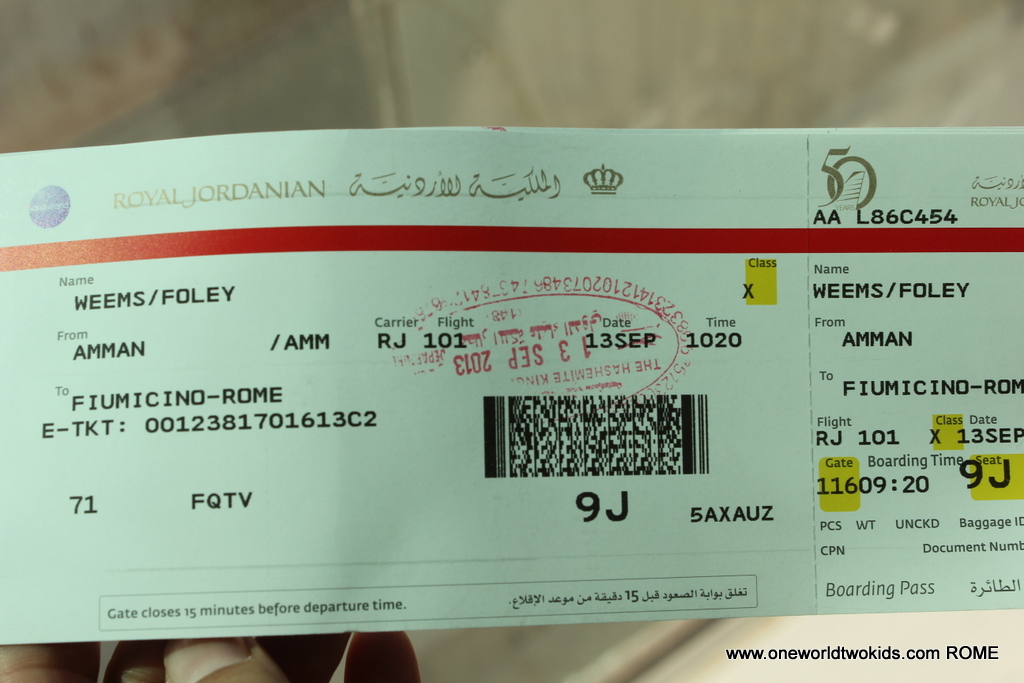 ROYAL JORDANIAN الملكية الأردنية
50
YEARS
الأردنية
ROYAL
AA L86C454
Name
WEEMS/FOLEY
Class
X
From
AMMAN /AMM
Carrier Flight Date Time
RJ 101 13SEP 1020
13 SEP 2013
THE HASHEMITE KING
To
FIUMICINO-ROME
E-TKT: 0012381701613C2
71 FQTV
9J 5AXAUZ
Gate closes 15 minutes before departure time. تغلق بوابة الصعود قبل 15 دقيقة من موعد الإقلاع.
Name
WEEMS/FOLEY
From
AMMAN
To
FIUMICINO-ROM
Flight Class Date
RJ 101 X 13SEP
Gate Boarding Time Seat
116 09:20 9J
PCS WT UNCKD Baggage ID
CPN Document Numb
Boarding Pass الطائرة
www.oneworldtwokids.com ROME